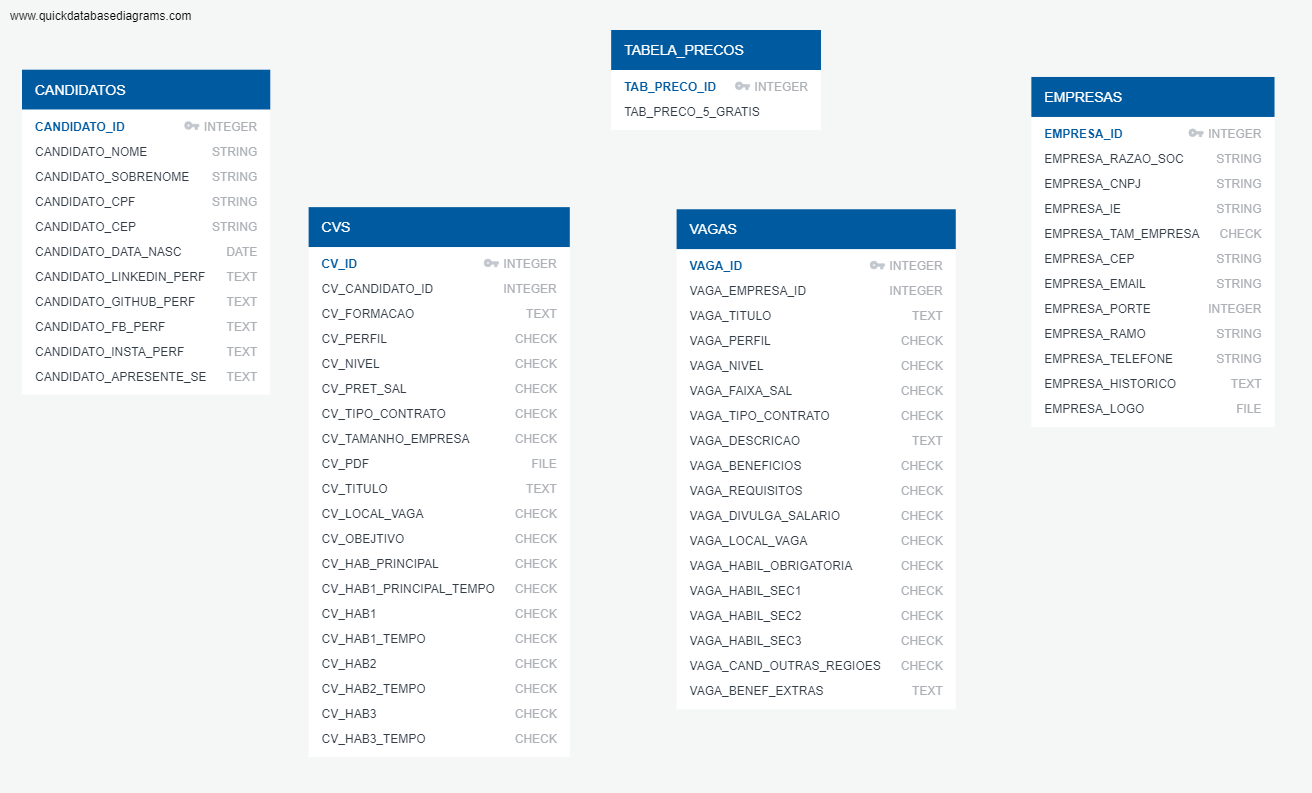 www.quickdatabasediagrams.com
CANDIDATOS
CANDIDATO_ID INTEGER
CANDIDATO_NOME STRING
CANDIDATO_SOBRENOME STRING
CANDIDATO_CPF STRING
CANDIDATO_CEP STRING
CANDIDATO_DATA_NASC DATE
CANDIDATO_LINKEDIN_PERF TEXT
CANDIDATO_GITHUB_PERF TEXT
CANDIDATO_FB_PERF TEXT
CANDIDATO_INSTA_PERF TEXT
CANDIDATO_APRESENTE_SE TEXT
CVS
CV_ID INTEGER
CV_CANDIDATO_ID INTEGER
CV_FORMACAO TEXT
CV_PERFIL CHECK
CV_NIVEL CHECK
CV_PRET_SAL CHECK
CV_TIPO_CONTRATO CHECK
CV_TAMANHO_EMPRESA CHECK
CV_PDF FILE
CV_TITULO TEXT
CV_LOCAL_VAGA CHECK
CV_OBEJTIVO CHECK
CV_HAB_PRINCIPAL CHECK
CV_HAB1_PRINCIPAL_TEMPO CHECK
CV_HAB1 CHECK
CV_HAB1_TEMPO CHECK
CV_HAB2 CHECK
CV_HAB2_TEMPO CHECK
CV_HAB3 CHECK
CV_HAB3_TEMPO CHECK
TABELA_PRECOS
TAB_PRECO_ID INTEGER
TAB_PRECO_5_GRATIS
VAGAS
VAGA_ID INTEGER
VAGA_EMPRESA_ID INTEGER
VAGA_TITULO TEXT
VAGA_PERFIL CHECK
VAGA_NIVEL CHECK
VAGA_FAIXA_SAL CHECK
VAGA_TIPO_CONTRATO CHECK
VAGA_DESCRICAO TEXT
VAGA_BENEFICIOS CHECK
VAGA_REQUISITOS CHECK
VAGA_DIVULGA_SALARIO CHECK
VAGA_LOCAL_VAGA CHECK
VAGA_HABIL_OBRIGATORIA CHECK
VAGA_HABIL_SEC1 CHECK
VAGA_HABIL_SEC2 CHECK
VAGA_HABIL_SEC3 CHECK
VAGA_CAND_OUTRAS_REGIOES CHECK
VAGA_BENEF_EXTRAS TEXT
EMPRESAS
EMPRESA_ID INTEGER
EMPRESA_RAZAO_SOC STRING
EMPRESA_CNPJ STRING
EMPRESA_IE STRING
EMPRESA_TAM_EMPRESA CHECK
EMPRESA_CEP STRING
EMPRESA_EMAIL STRING
EMPRESA_PORTE INTEGER
EMPRESA_RAMO STRING
EMPRESA_TELEFONE STRING
EMPRESA_HISTORICO TEXT
EMPRESA_LOGO FILE